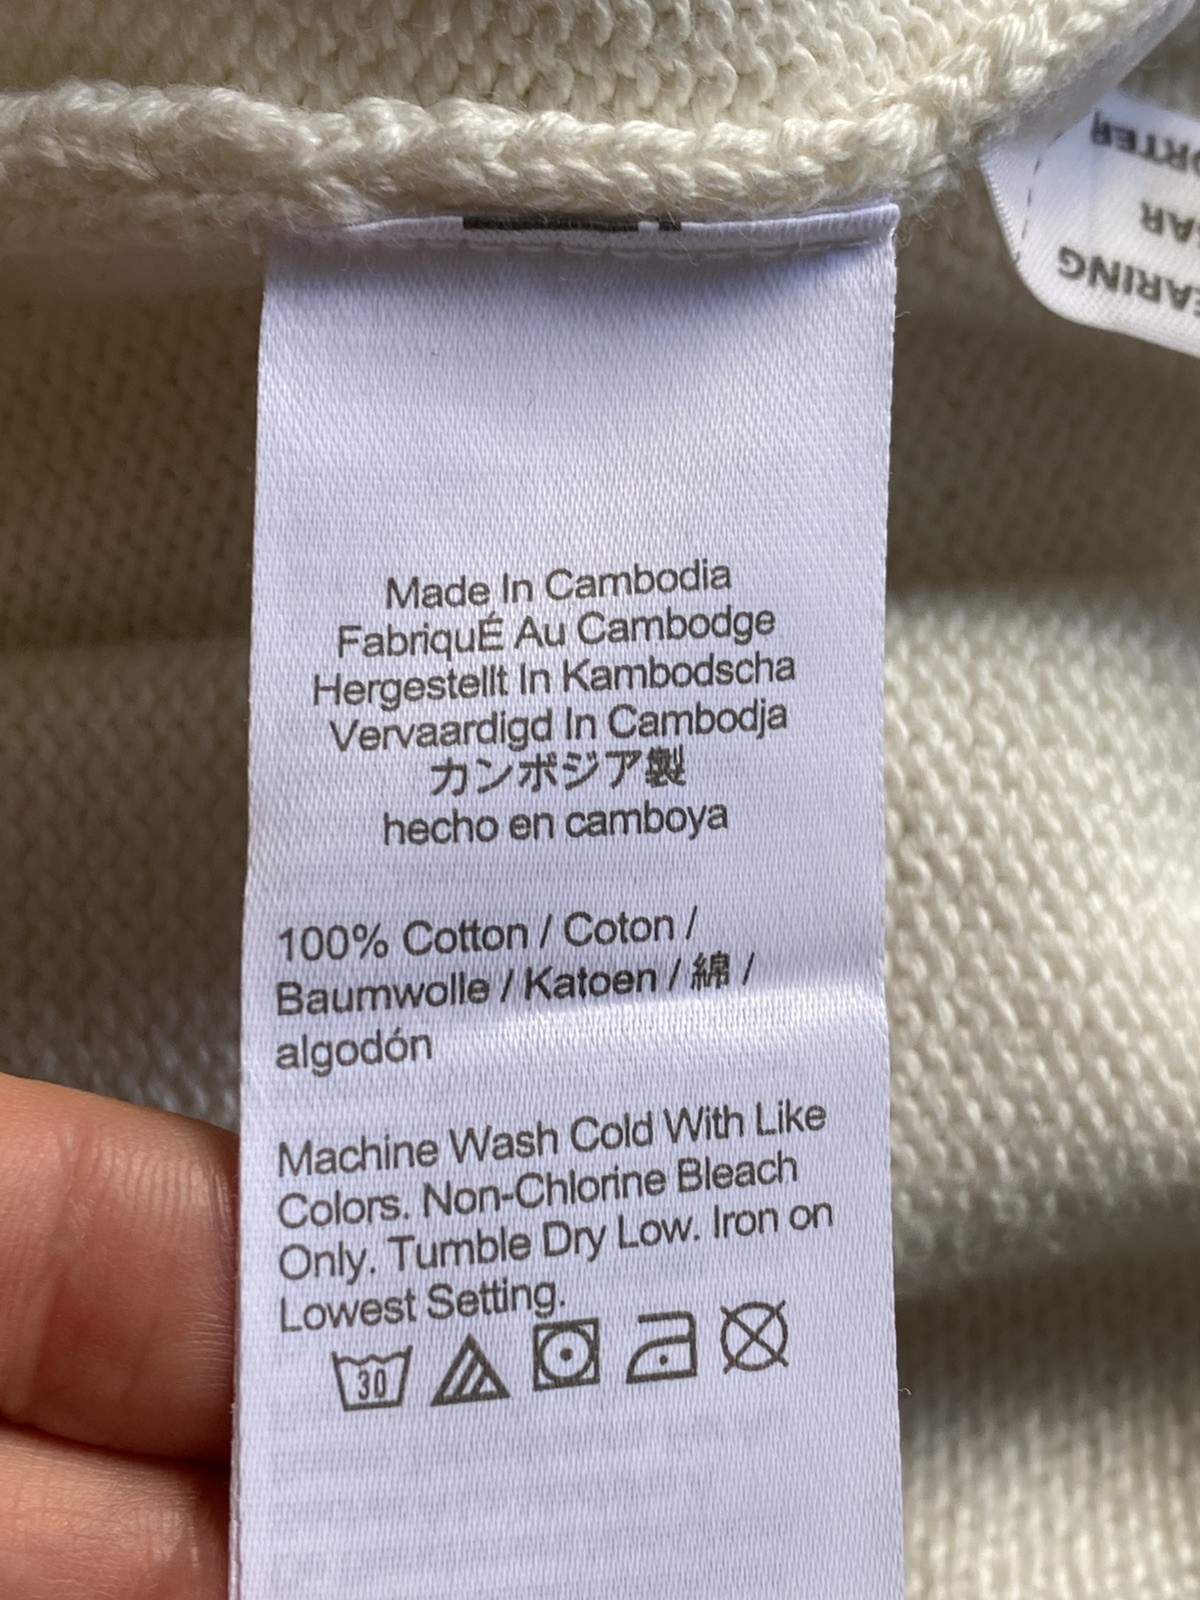 Made In Cambodia
FabriquÉ Au Cambodge
Hergestellt In Kambodscha
Vervaardigd In Cambodja
カンボジア製
hecho en camboya
100% Cotton / Coton /
Baumwolle / Katoen / 綿 /
algodón
Machine Wash Cold With Like
Colors. Non-Chlorine Bleach
Only. Tumble Dry Low. Iron on
Lowest Setting.
30